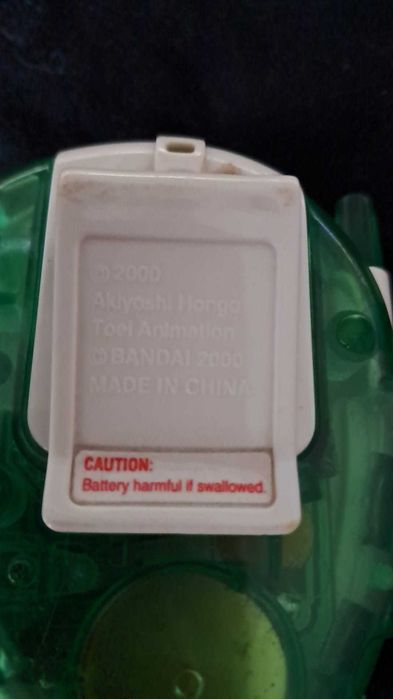 © 2000
Akiyoshi Hongo
Toei Animation
© BANDAI 2000
MADE IN CHINA
CAUTION:
Battery harmful if swallowed.